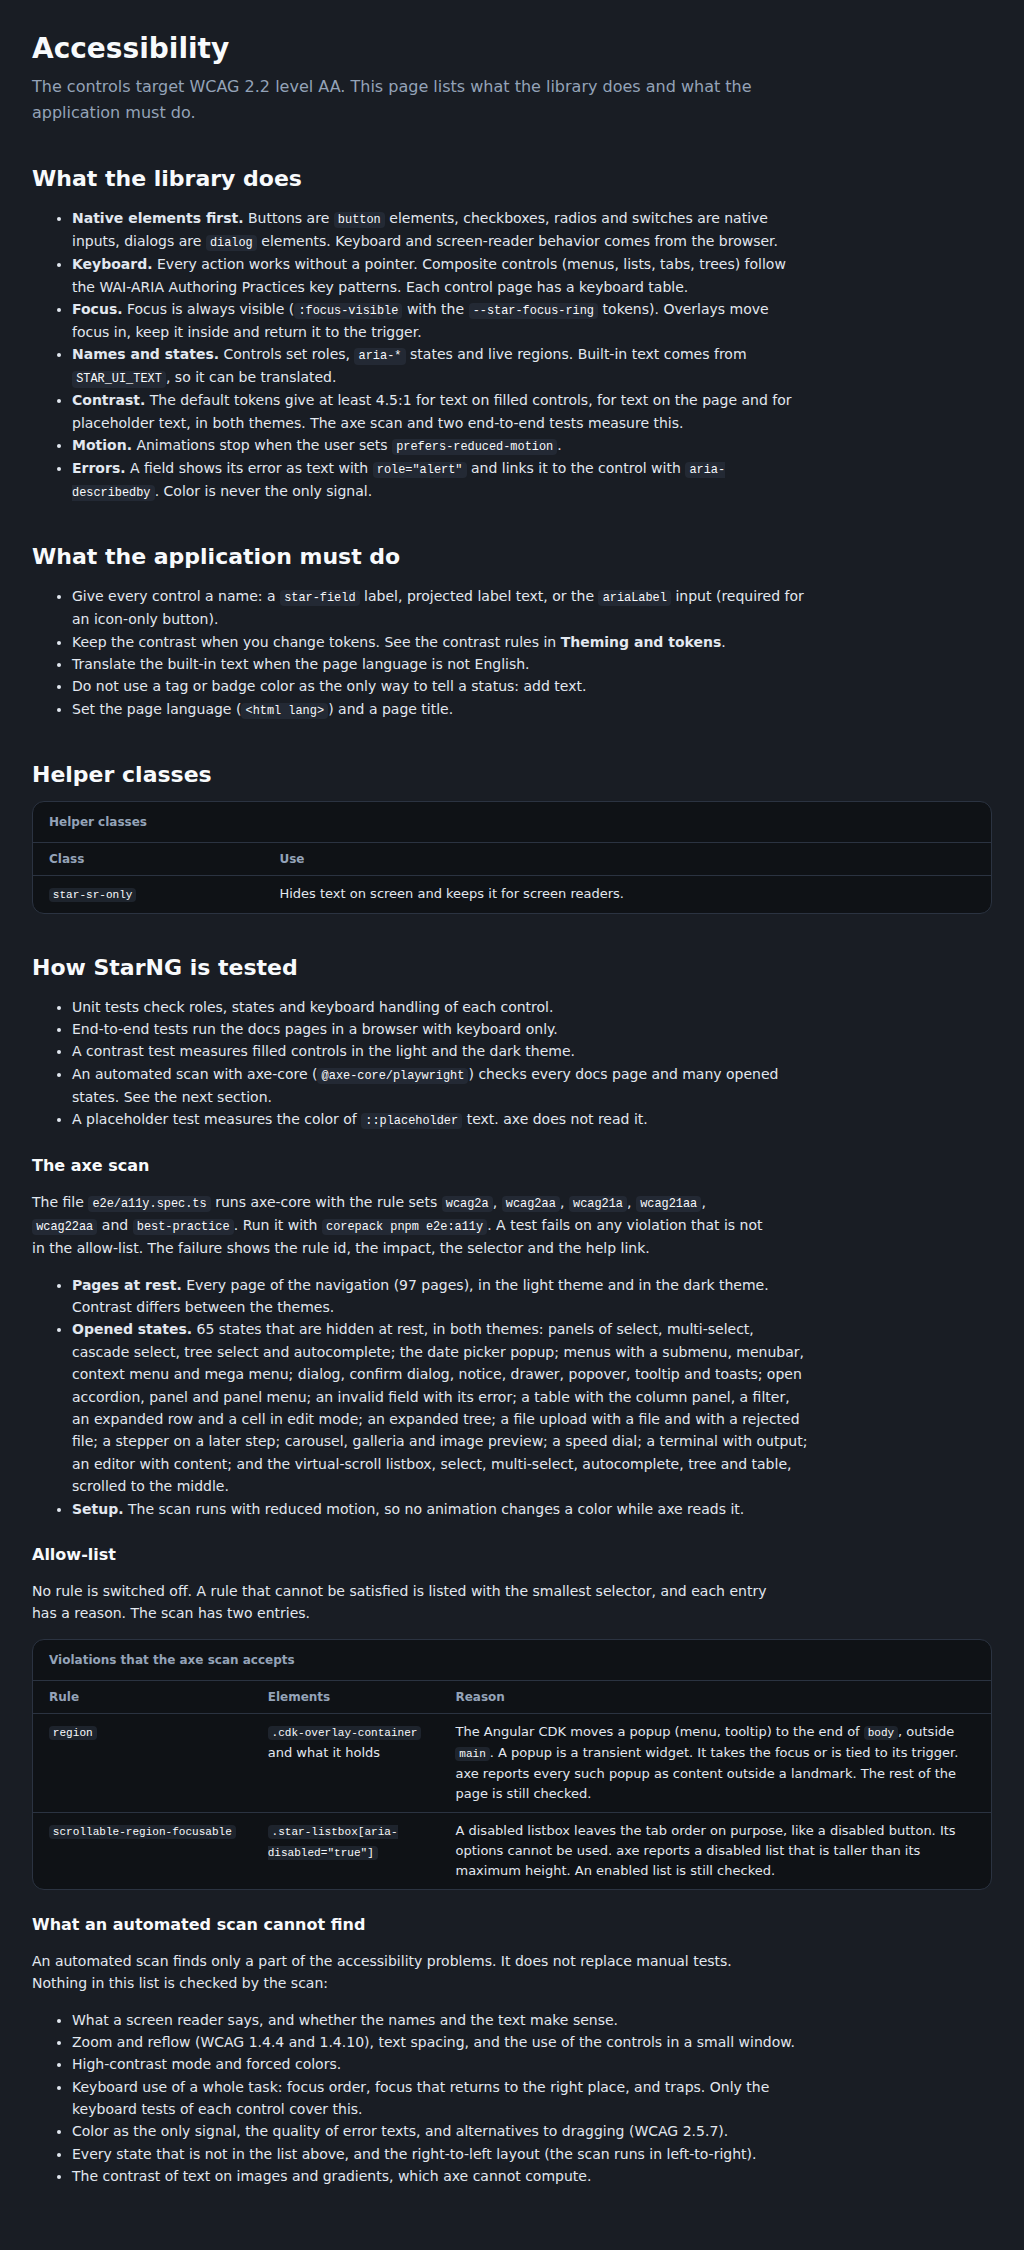 Accessibility
The controls target WCAG 2.2 level AA. This page lists what the library does and what the
application must do.
What the library does
• Native elements first. Buttons are button elements, checkboxes, radios and switches are native
inputs, dialogs are dialog elements. Keyboard and screen-reader behavior comes from the browser.
• Keyboard. Every action works without a pointer. Composite controls (menus, lists, tabs, trees) follow
the WAI-ARIA Authoring Practices key patterns. Each control page has a keyboard table.
• Focus. Focus is always visible (:focus-visible with the --star-focus-ring tokens). Overlays move
focus in, keep it inside and return it to the trigger.
• Names and states. Controls set roles, aria-* states and live regions. Built-in text comes from
STAR_UI_TEXT, so it can be translated.
• Contrast. The default tokens give at least 4.5:1 for text on filled controls, for text on the page and for
placeholder text, in both themes. The axe scan and two end-to-end tests measure this.
• Motion. Animations stop when the user sets prefers-reduced-motion.
• Errors. A field shows its error as text with role="alert" and links it to the control with aria-
describedby. Color is never the only signal.
What the application must do
• Give every control a name: a star-field label, projected label text, or the ariaLabel input (required for
an icon-only button).
• Keep the contrast when you change tokens. See the contrast rules in Theming and tokens.
• Translate the built-in text when the page language is not English.
• Do not use a tag or badge color as the only way to tell a status: add text.
• Set the page language (<html lang>) and a page title.
Helper classes
Helper classes
Class Use
star-sr-only Hides text on screen and keeps it for screen readers.
How StarNG is tested
• Unit tests check roles, states and keyboard handling of each control.
• End-to-end tests run the docs pages in a browser with keyboard only.
• A contrast test measures filled controls in the light and the dark theme.
• An automated scan with axe-core (@axe-core/playwright) checks every docs page and many opened
states. See the next section.
• A placeholder test measures the color of ::placeholder text. axe does not read it.
The axe scan
The file e2e/a11y.spec.ts runs axe-core with the rule sets wcag2a, wcag2aa, wcag21a, wcag21aa,
wcag22aa and best-practice. Run it with corepack pnpm e2e:a11y. A test fails on any violation that is not
in the allow-list. The failure shows the rule id, the impact, the selector and the help link.
• Pages at rest. Every page of the navigation (97 pages), in the light theme and in the dark theme.
Contrast differs between the themes.
• Opened states. 65 states that are hidden at rest, in both themes: panels of select, multi-select,
cascade select, tree select and autocomplete; the date picker popup; menus with a submenu, menubar,
context menu and mega menu; dialog, confirm dialog, notice, drawer, popover, tooltip and toasts; open
accordion, panel and panel menu; an invalid field with its error; a table with the column panel, a filter,
an expanded row and a cell in edit mode; an expanded tree; a file upload with a file and with a rejected
file; a stepper on a later step; carousel, galleria and image preview; a speed dial; a terminal with output;
an editor with content; and the virtual-scroll listbox, select, multi-select, autocomplete, tree and table,
scrolled to the middle.
• Setup. The scan runs with reduced motion, so no animation changes a color while axe reads it.
Allow-list
No rule is switched off. A rule that cannot be satisfied is listed with the smallest selector, and each entry
has a reason. The scan has two entries.
Violations that the axe scan accepts
Rule Elements Reason
region .cdk-overlay-container The Angular CDK moves a popup (menu, tooltip) to the end of body, outside
and what it holds main. A popup is a transient widget. It takes the focus or is tied to its trigger.
axe reports every such popup as content outside a landmark. The rest of the
page is still checked.
scrollable-region-focusable .star-listbox[aria- A disabled listbox leaves the tab order on purpose, like a disabled button. Its
disabled="true"] options cannot be used. axe reports a disabled list that is taller than its
maximum height. An enabled list is still checked.
What an automated scan cannot find
An automated scan finds only a part of the accessibility problems. It does not replace manual tests.
Nothing in this list is checked by the scan:
• What a screen reader says, and whether the names and the text make sense.
• Zoom and reflow (WCAG 1.4.4 and 1.4.10), text spacing, and the use of the controls in a small window.
• High-contrast mode and forced colors.
• Keyboard use of a whole task: focus order, focus that returns to the right place, and traps. Only the
keyboard tests of each control cover this.
• Color as the only signal, the quality of error texts, and alternatives to dragging (WCAG 2.5.7).
• Every state that is not in the list above, and the right-to-left layout (the scan runs in left-to-right).
• The contrast of text on images and gradients, which axe cannot compute.